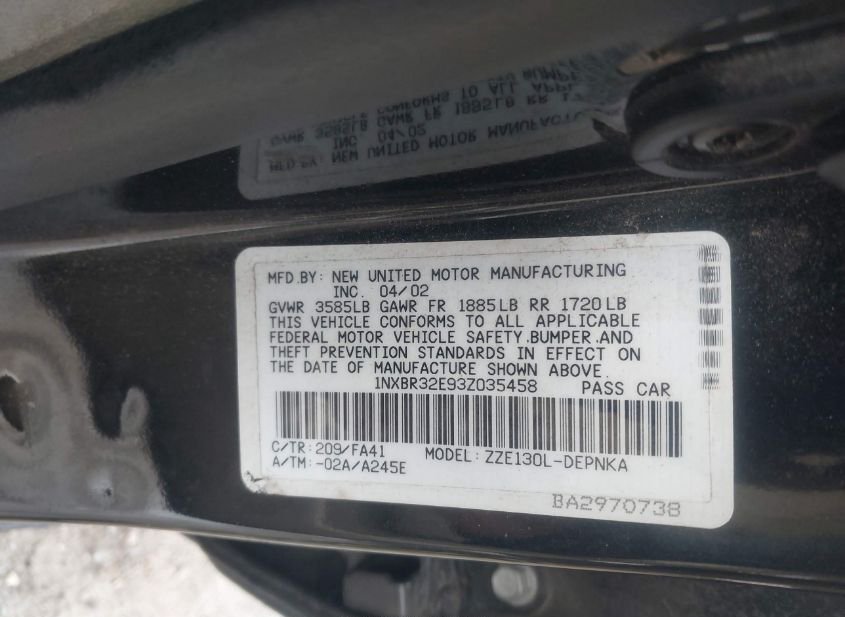 MFD.BY: NEW UNITED MOTOR MANUFACTURING
INC. 04/02
GVWR 3585LB GAWR FR 1885LB RR 1720LB
THIS VEHICLE CONFORMS TO ALL APPLICABLE
FEDERAL MOTOR VEHICLE SAFETY.BUMPER.AND
THEFT PREVENTION STANDARDS IN EFFECT ON
THE DATE OF MANUFACTURE SHOWN ABOVE.
1NXBR32E93Z035458 PASS CAR
C/TR: 209/FA41 MODEL: ZZE130L-DEPNKA
A/TM: -02A/A245E
BA2970738